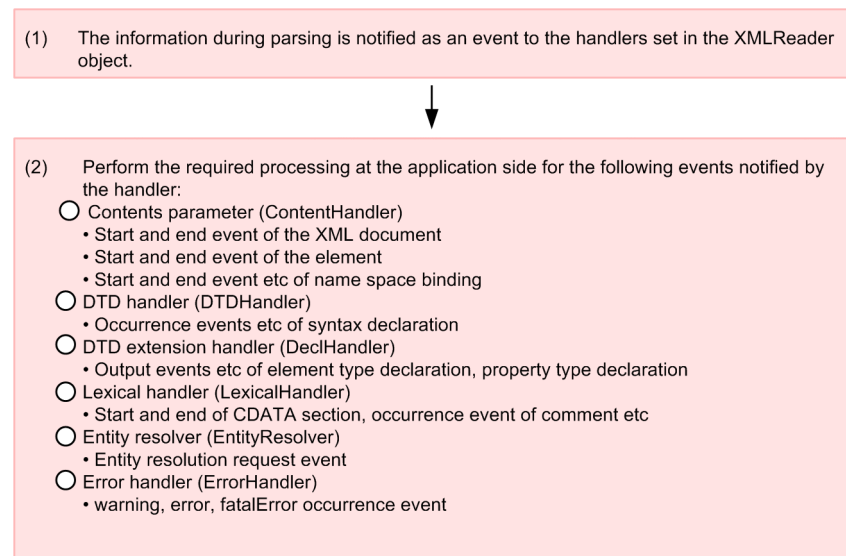 (1) The information during parsing is notified as an event to the handlers set in the XMLReader
object.
(2) Perform the required processing at the application side for the following events notified by
the handler:
Contents parameter (ContentHandler)
• Start and end event of the XML document
• Start and end event of the element
• Start and end event etc of name space binding
DTD handler (DTDHandler)
• Occurrence events etc of syntax declaration
DTD extension handler (DeclHandler)
• Output events etc of element type declaration, property type declaration
Lexical handler (LexicalHandler)
• Start and end of CDATA section, occurrence event of comment etc
Entity resolver (EntityResolver)
• Entity resolution request event
Error handler (ErrorHandler)
• warning, error, fatalError occurrence event